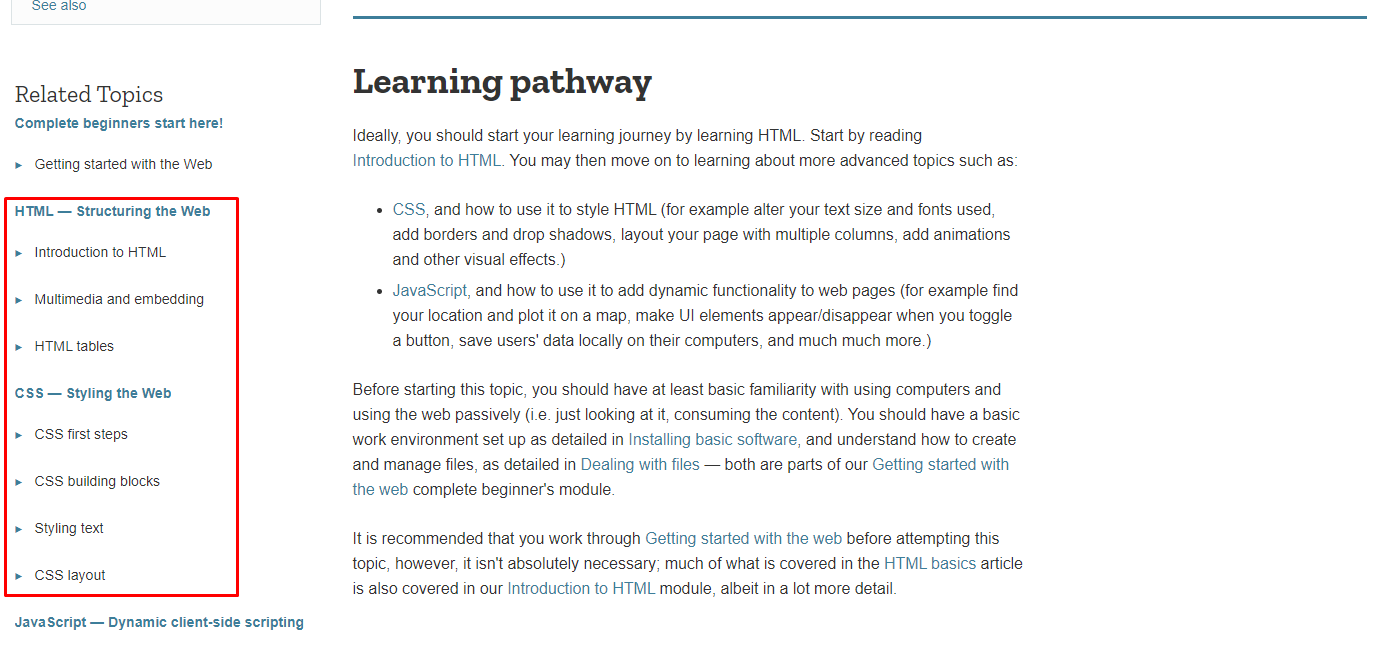 See also
Related Topics
Complete beginners start here!
Getting started with the Web
HTML — Structuring the Web
Introduction to HTML
Multimedia and embedding
HTML tables
CSS — Styling the Web
CSS first steps
CSS building blocks
Styling text
CSS layout
JavaScript — Dynamic client-side scripting
Learning pathway
Ideally, you should start your learning journey by learning HTML. Start by reading
Introduction to HTML. You may then move on to learning about more advanced topics such as:
CSS, and how to use it to style HTML (for example alter your text size and fonts used,
add borders and drop shadows, layout your page with multiple columns, add animations
and other visual effects.)
JavaScript, and how to use it to add dynamic functionality to web pages (for example find
your location and plot it on a map, make UI elements appear/disappear when you toggle
a button, save users' data locally on their computers, and much much more.)
Before starting this topic, you should have at least basic familiarity with using computers and
using the web passively (i.e. just looking at it, consuming the content). You should have a basic
work environment set up as detailed in Installing basic software, and understand how to create
and manage files, as detailed in Dealing with files — both are parts of our Getting started with
the web complete beginner's module.
It is recommended that you work through Getting started with the web before attempting this
topic, however, it isn't absolutely necessary; much of what is covered in the HTML basics article
is also covered in our Introduction to HTML module, albeit in a lot more detail.